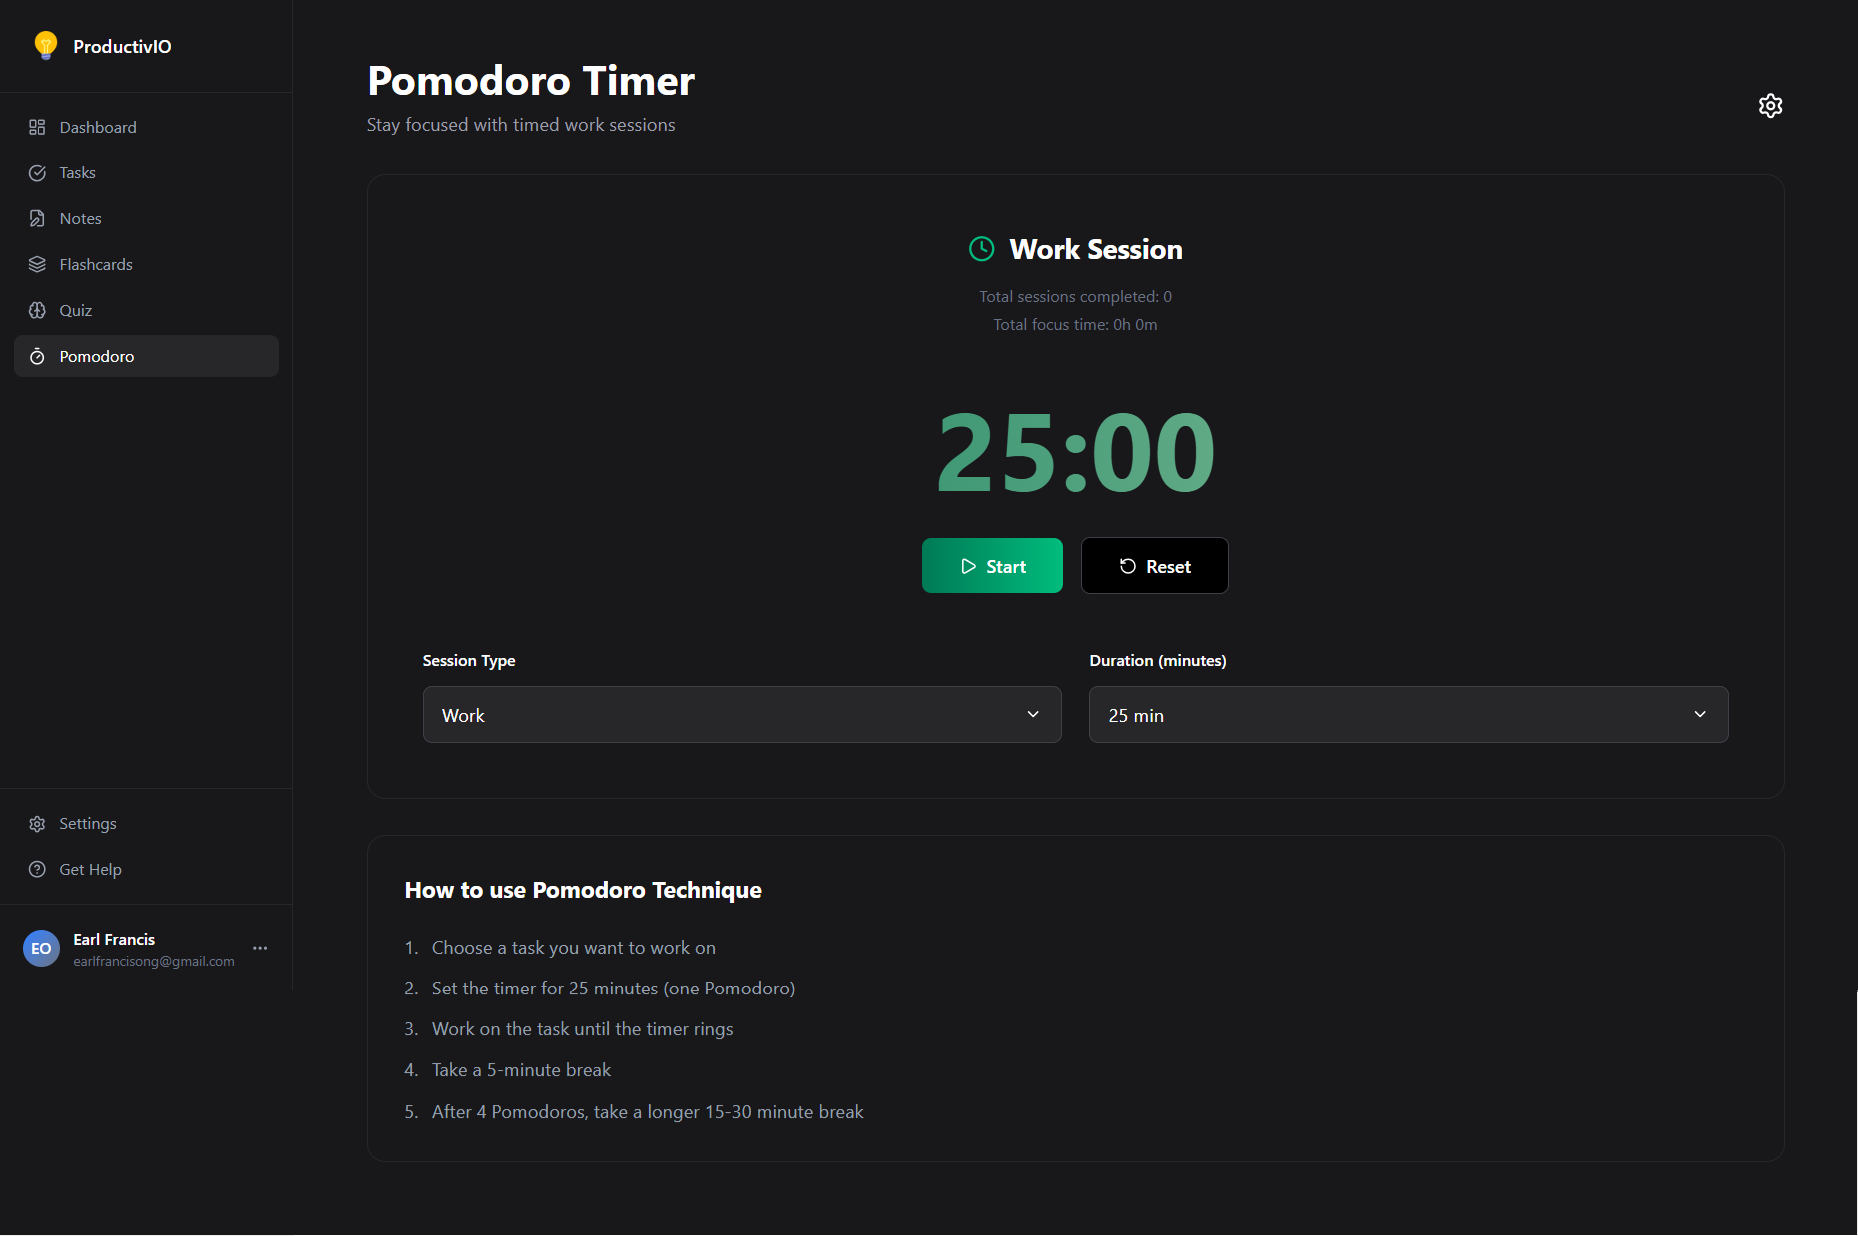 ProductivIO
Dashboard
Tasks
Notes
Flashcards
Quiz
Pomodoro
Settings
Get Help
EO
Earl Francis
earlfrancisong@gmail.com
Pomodoro Timer
Stay focused with timed work sessions
Work Session
Total sessions completed: 0
Total focus time: 0h 0m
25:00
Start
Reset
Session Type
Work
Duration (minutes)
25 min
How to use Pomodoro Technique
1. Choose a task you want to work on
2. Set the timer for 25 minutes (one Pomodoro)
3. Work on the task until the timer rings
4. Take a 5-minute break
5. After 4 Pomodoros, take a longer 15-30 minute break